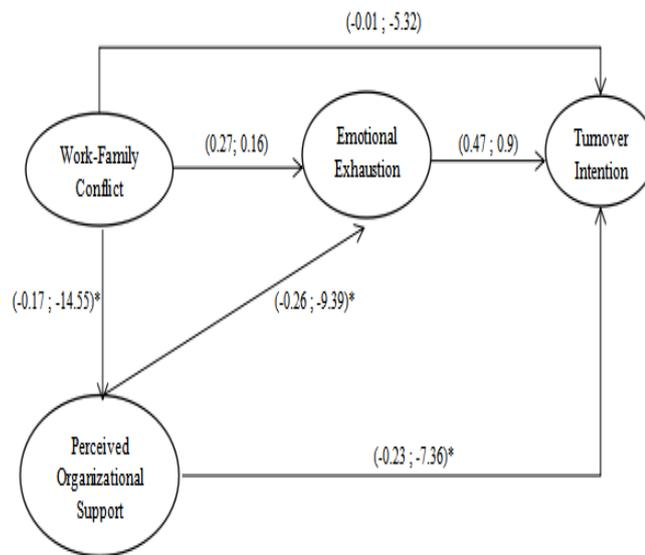 (-0.01 ; -5.32)
Work-Family
Conflict
(0.27; 0.16)
Emotional
Exhaustion
(0.47 ; 0.9)
Turnover
Intention
(-0.17 ; -14.55)*
(-0.26 ; -9.39)*
Perceived
Organizational
Support
(-0.23 ; -7.36)*